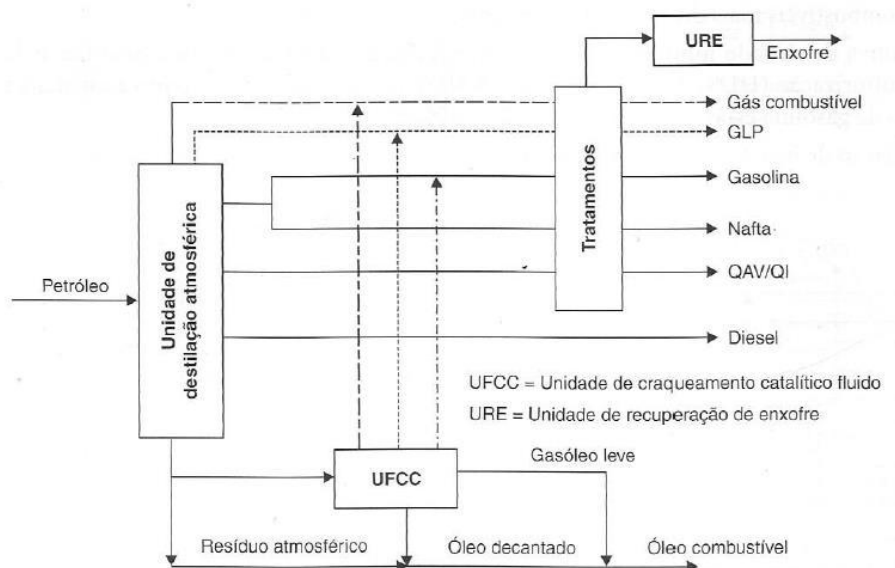 URE
Enxofre
Gás combustível
GLP
Gasolina
Nafta
QAV/QI
Diesel
Tratamentos
Petróleo
Unidade de
destilação atmosférica
UFCC = Unidade de craqueamento catalítico fluido
URE = Unidade de recuperação de enxofre
Gasóleo leve
UFCC
Resíduo atmosférico
Óleo decantado
Óleo combustível